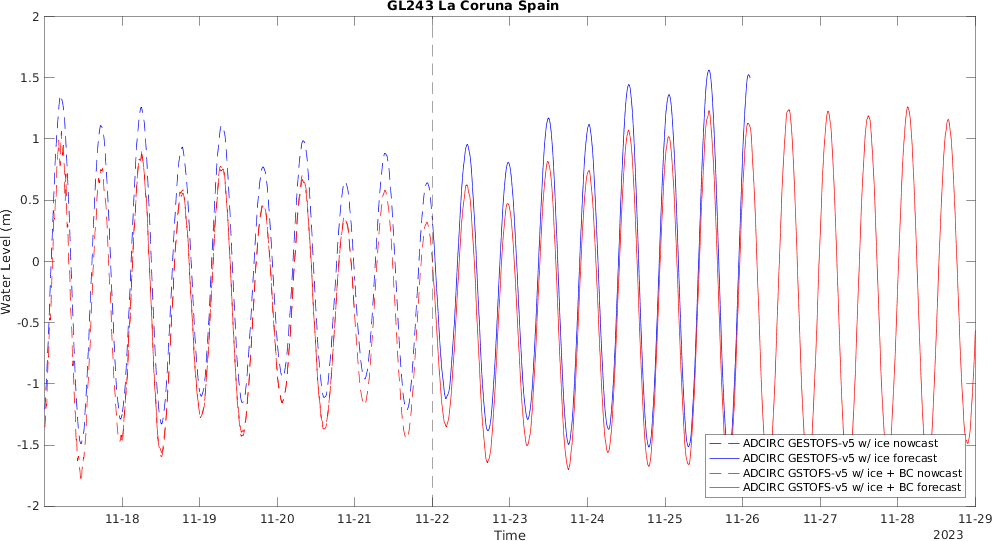 GL243 La Coruna Spain
2
1.5
1
0.5
0
-0.5
-1
-1.5
-2
Water Level (m)
ADCIRC GESTOFS-v5 w/ ice nowcast
ADCIRC GESTOFS-v5 w/ ice forecast
ADCIRC GSTOFS-v5 w/ ice + BC nowcast
ADCIRC GSTOFS-v5 w/ ice + BC forecast
11-18 11-19 11-20 11-21 11-22 11-23 11-24 11-25 11-26 11-27 11-28 11-29
Time
2023